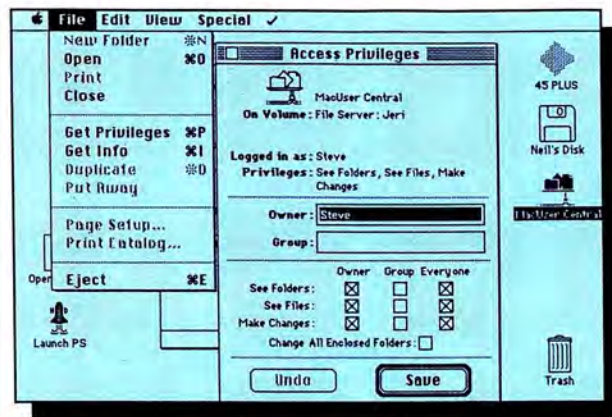 File Edit View Special ✓
New Folder ⌘N
Open ⌘O
Print
Close
Get Privileges ⌘P
Get Info ⌘I
Duplicate ⌘D
Put Away
Page Setup...
Print Catalog...
Eject ⌘E
Open
Launch PS
Access Privileges
MacUser Central
On Volume: File Server: Jeri
Logged in as: Steve
Privileges: See Folders, See Files, Make
Changes
Owner: Steve
Group:
Owner Group Everyone
See Folders:
See Files:
Make Changes:
Change All Enclosed Folders:
Undo
Save
45 PLUS
Neil's Disk
MacUser Central
Trash